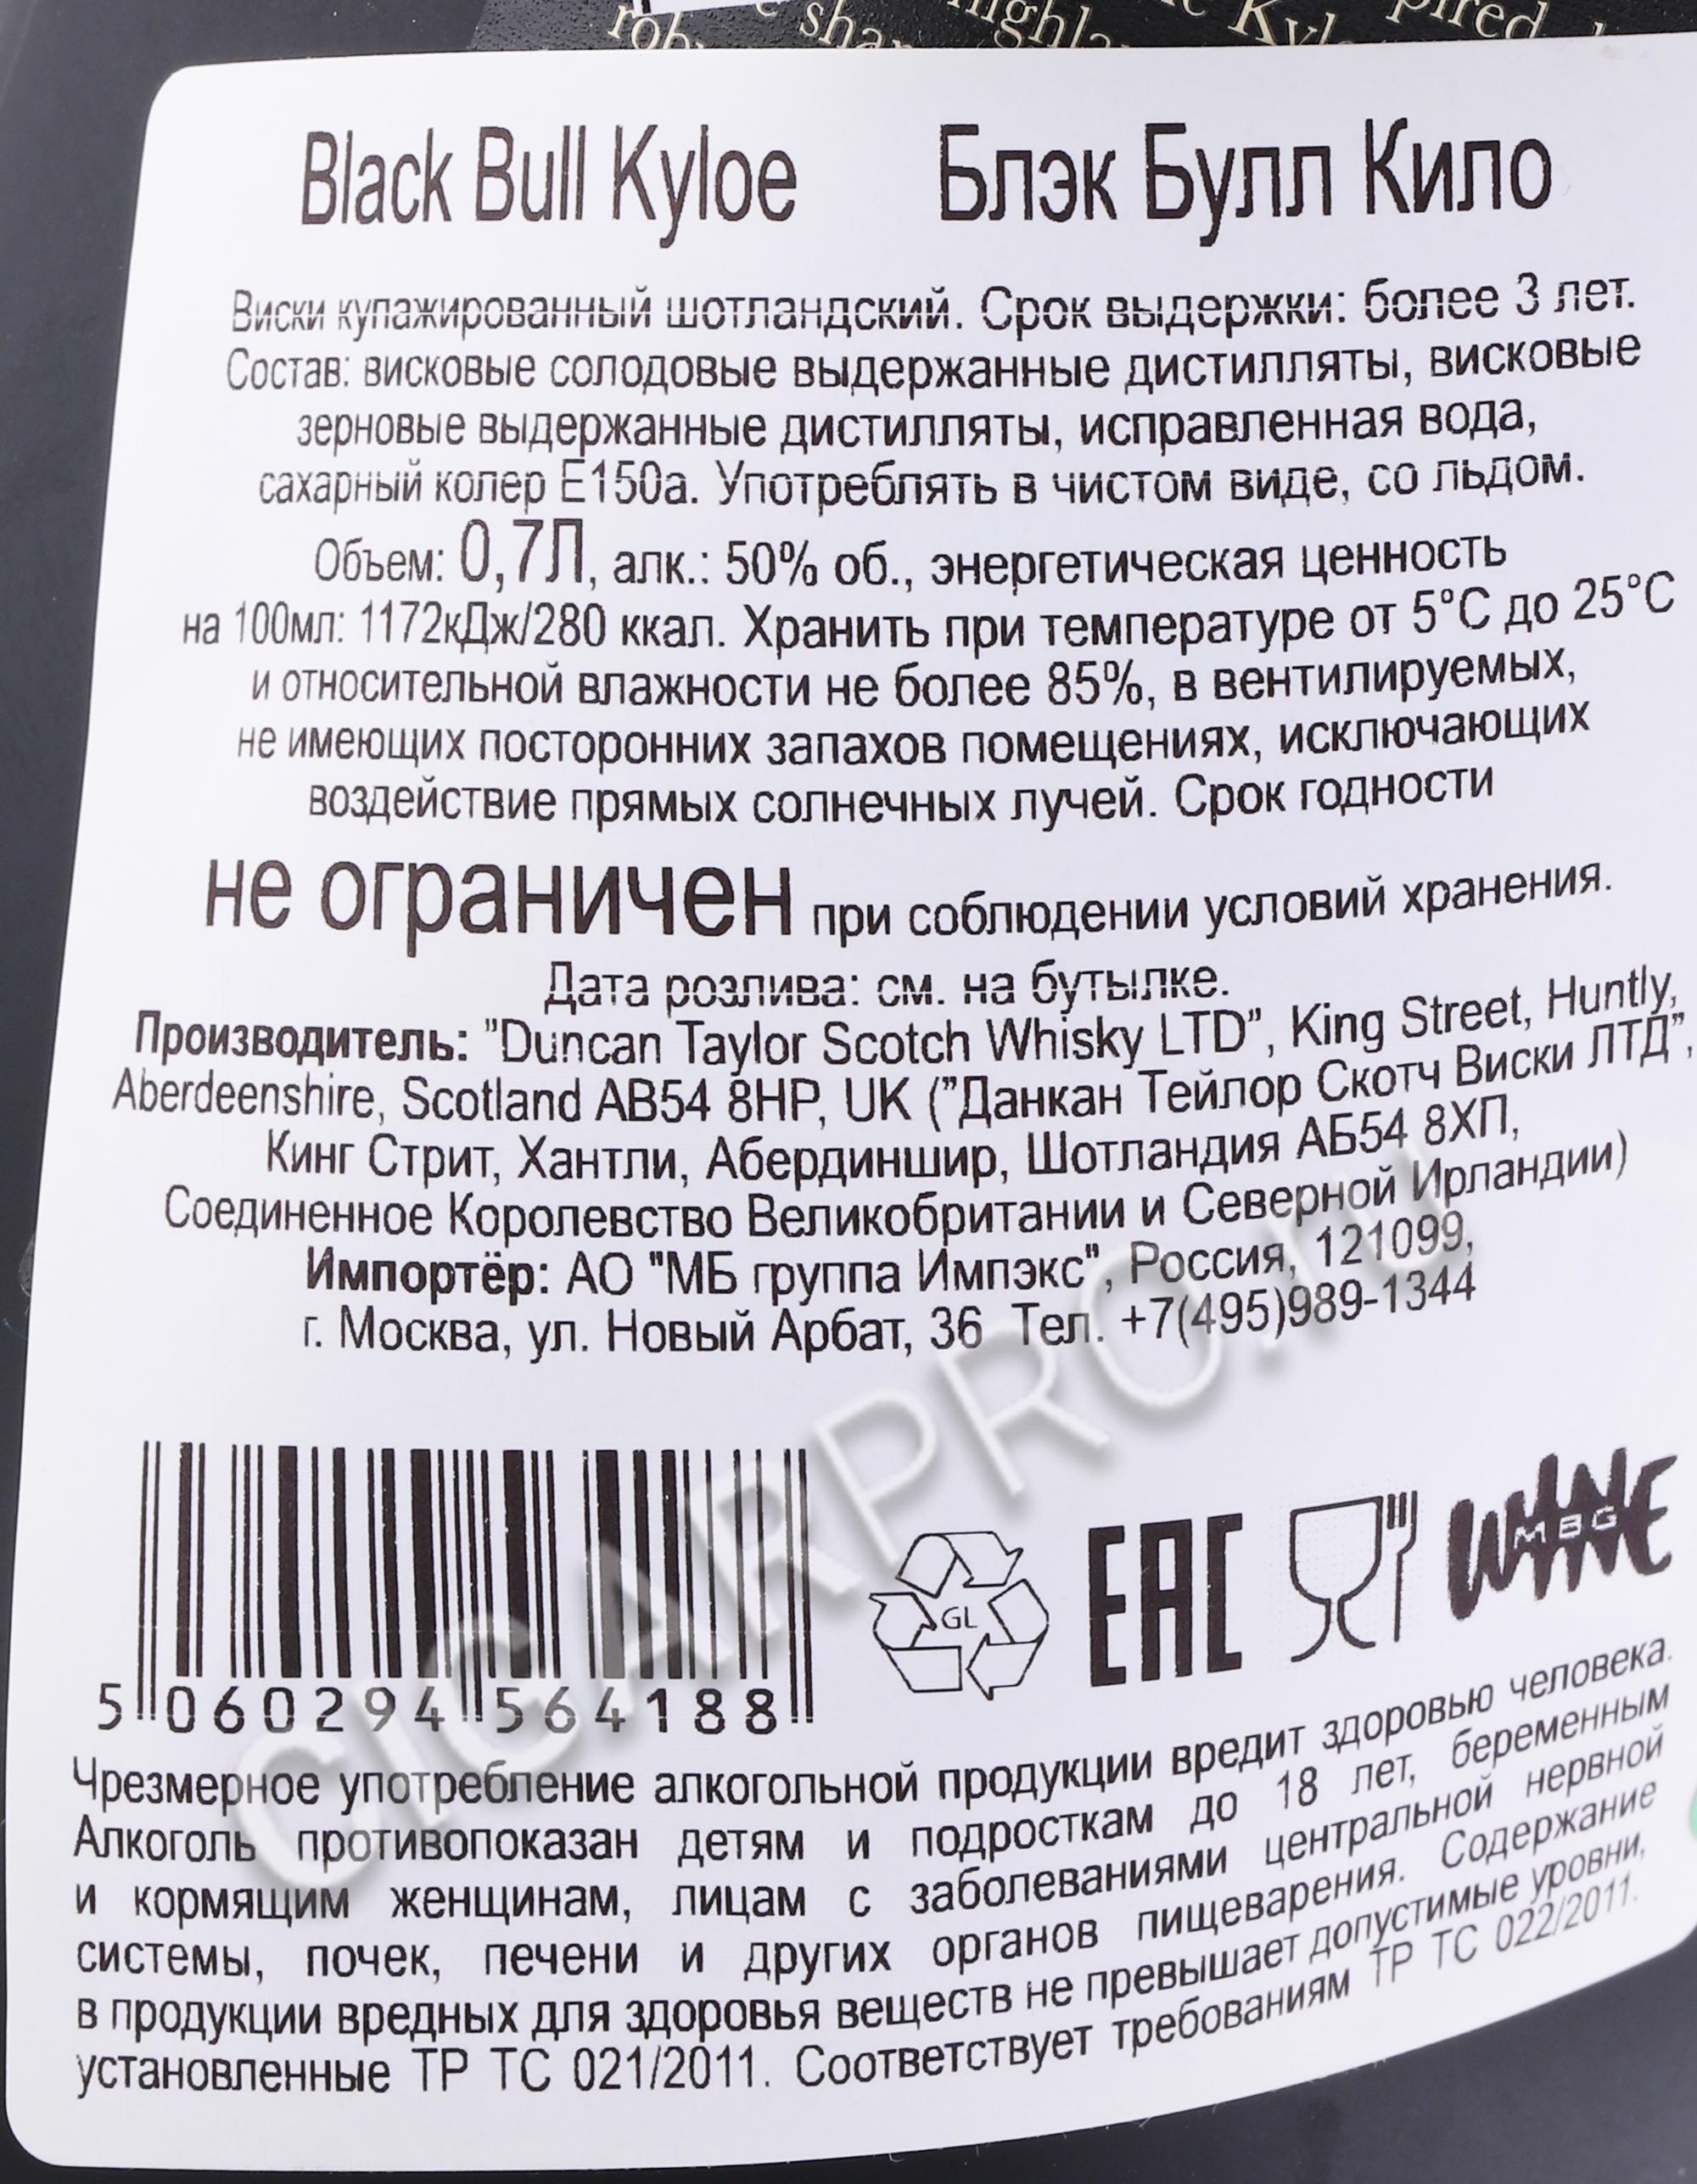 Black Bull Kyloe Блэк Булл Кило
Виски купажированный шотландский. Срок выдержки: более 3 лет.
Состав: висковые солодовые выдержанные дистилляты, висковые
зерновые выдержанные дистилляты, исправленная вода,
сахарный колер Е150а. Употреблять в чистом виде, со льдом.
Объем: 0,7Л, алк.: 50% об., энергетическая ценность
на 100мл: 1172кДж/280 ккал. Хранить при температуре от 5°С до 25°С
и относительной влажности не более 85%, в вентилируемых,
не имеющих посторонних запахов помещениях, исключающих
воздействие прямых солнечных лучей. Срок годности
не ограничен при соблюдении условий хранения.
Дата розлива: см. на бутылке.
Производитель: "Duncan Taylor Scotch Whisky LTD", King Street, Huntly,
Aberdeenshire, Scotland AB54 8HP, UK ("Данкан Тейлор Скотч Виски ЛТД",
Кинг Стрит, Хантли, Абердиншир, Шотландия АБ54 8ХП,
Соединенное Королевство Великобритании и Северной Ирландии)
Импортёр: АО "МБ группа Импэкс", Россия, 121099,
г. Москва, ул. Новый Арбат, 36 Тел. +7(495)989-1344
CIGARPRO.ru
GL
EAC
WINE
MBG
5 060294 564188
Чрезмерное употребление алкогольной продукции вредит здоровью человека.
Алкоголь противопоказан детям и подросткам до 18 лет, беременным
и кормящим женщинам, лицам с заболеваниями центральной нервной
системы, почек, печени и других органов пищеварения. Содержание
в продукции вредных для здоровья веществ не превышает допустимые уровни,
установленные ТР ТС 021/2011. Соответствует требованиям ТР ТС 022/2011.